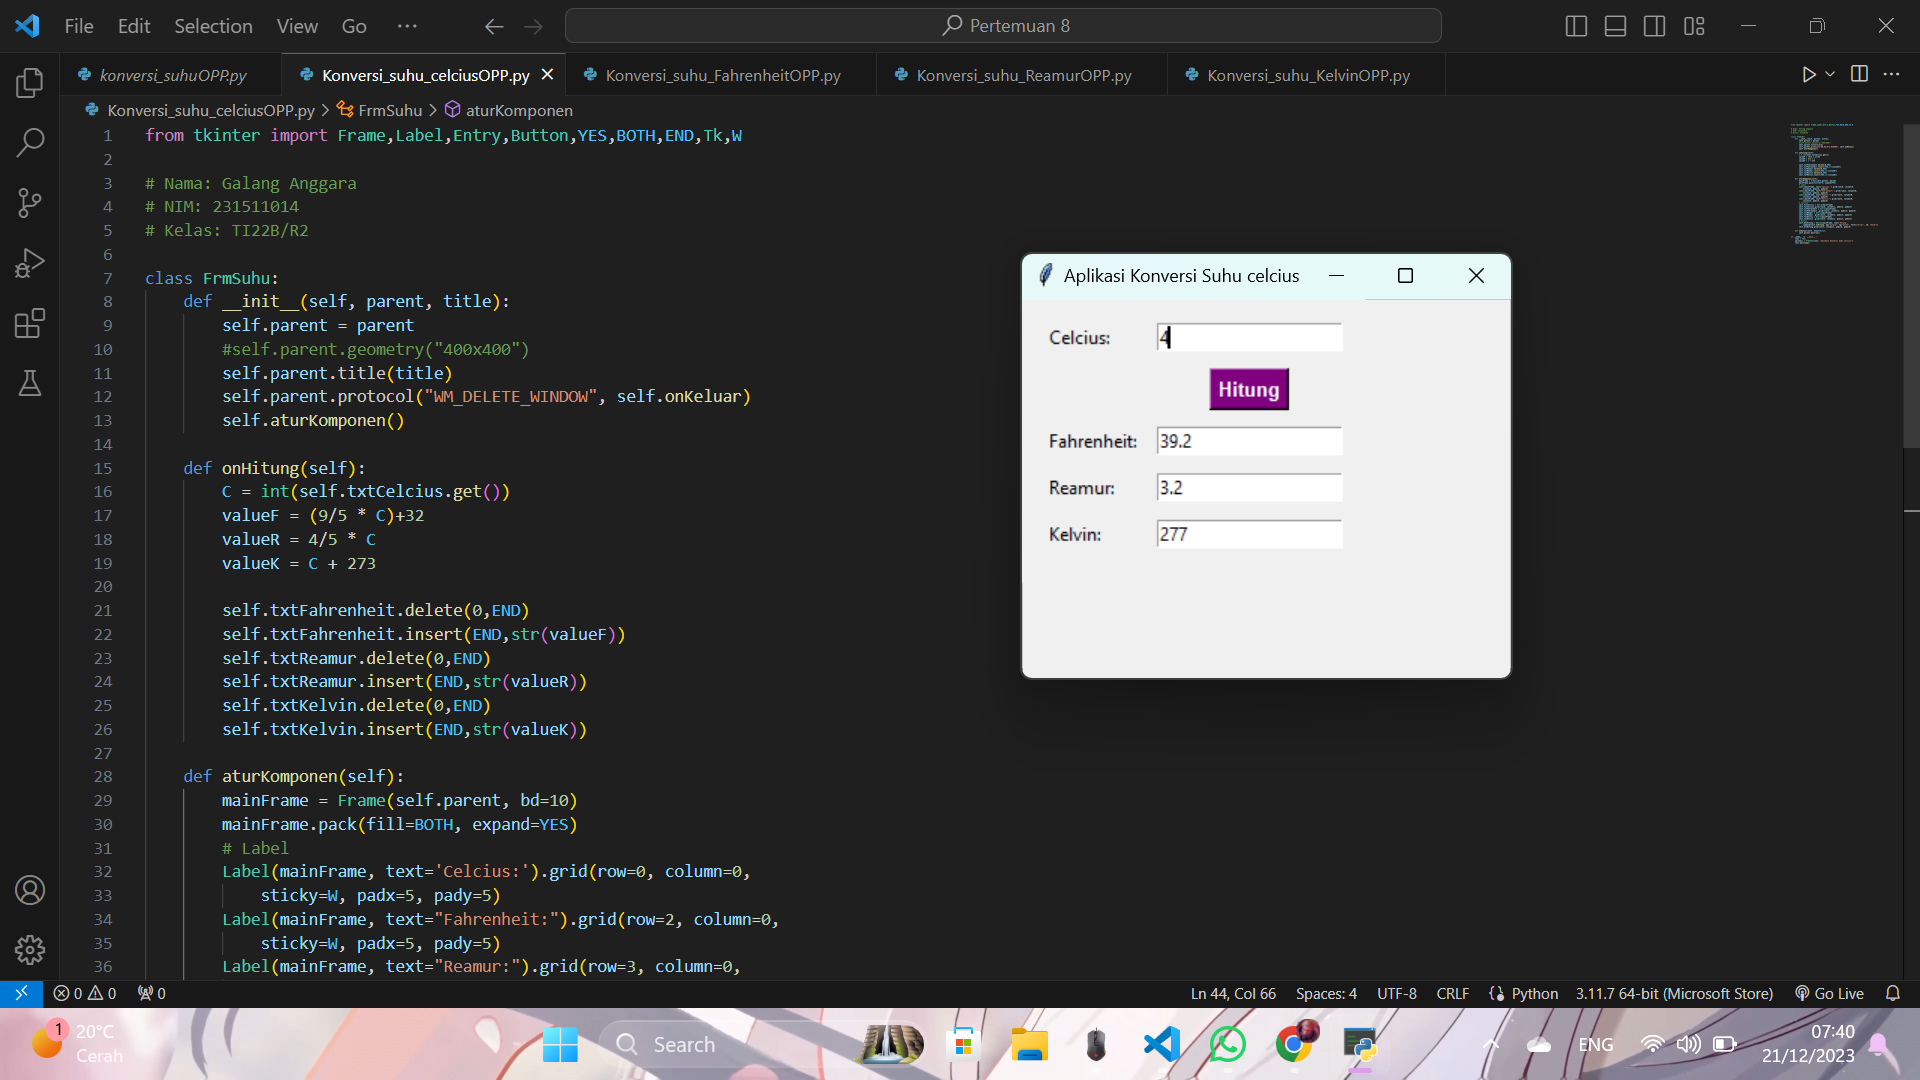 File Edit Selection View Go ··· Pertemuan 8
konversi_suhuOPP.py Konversi_suhu_celciusOPP.py Konversi_suhu_FahrenheitOPP.py Konversi_suhu_ReamurOPP.py Konversi_suhu_KelvinOPP.py
Konversi_suhu_celciusOPP.py > FrmSuhu > aturKomponen
1 from tkinter import Frame,Label,Entry,Button,YES,BOTH,END,Tk,W
2
3 # Nama: Galang Anggara
4 # NIM: 231511014
5 # Kelas: TI22B/R2
6
7 class FrmSuhu:
8 def __init__(self, parent, title):
9 self.parent = parent
10 #self.parent.geometry("400x400")
11 self.parent.title(title)
12 self.parent.protocol("WM_DELETE_WINDOW", self.onKeluar)
13 self.aturKomponen()
14
15 def onHitung(self):
16 C = int(self.txtCelcius.get())
17 valueF = (9/5 * C)+32
18 valueR = 4/5 * C
19 valueK = C + 273
20
21 self.txtFahrenheit.delete(0,END)
22 self.txtFahrenheit.insert(END,str(valueF))
23 self.txtReamur.delete(0,END)
24 self.txtReamur.insert(END,str(valueR))
25 self.txtKelvin.delete(0,END)
26 self.txtKelvin.insert(END,str(valueK))
27
28 def aturKomponen(self):
29 mainFrame = Frame(self.parent, bd=10)
30 mainFrame.pack(fill=BOTH, expand=YES)
31 # Label
32 Label(mainFrame, text='Celcius:').grid(row=0, column=0,
33 sticky=W, padx=5, pady=5)
34 Label(mainFrame, text="Fahrenheit:").grid(row=2, column=0,
35 sticky=W, padx=5, pady=5)
36 Label(mainFrame, text="Reamur:").grid(row=3, column=0,
Aplikasi Konversi Suhu celcius
Celcius: 4
Hitung
Fahrenheit: 39.2
Reamur: 3.2
Kelvin: 277
0 0 0 Ln 44, Col 66 Spaces: 4 UTF-8 CRLF Python 3.11.7 64-bit (Microsoft Store) Go Live
1 20°C
Cerah
Search
ENG
07:40
21/12/2023